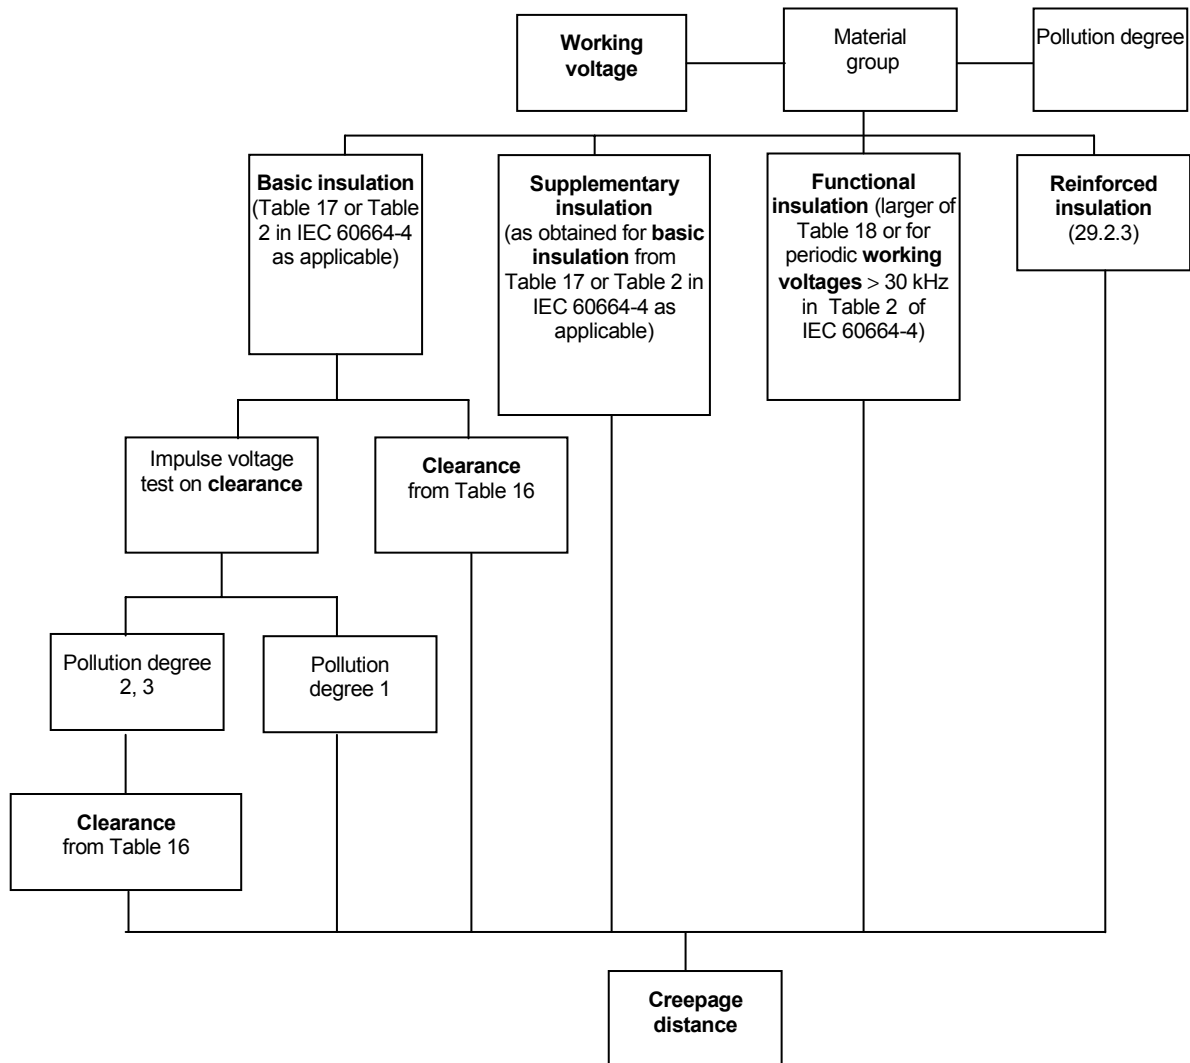 Working
voltage
Material
group
Pollution degree
Basic insulation
(Table 17 or Table
2 in IEC 60664-4
as applicable)
Supplementary
insulation
(as obtained for basic
insulation from
Table 17 or Table 2 in
IEC 60664-4 as
applicable)
Functional
insulation (larger of
Table 18 or for
periodic working
voltages > 30 kHz
in Table 2 of
IEC 60664-4)
Reinforced
insulation
(29.2.3)
Impulse voltage
test on clearance
Clearance
from Table 16
Pollution degree
2, 3
Pollution
degree 1
Clearance
from Table 16
Creepage
distance